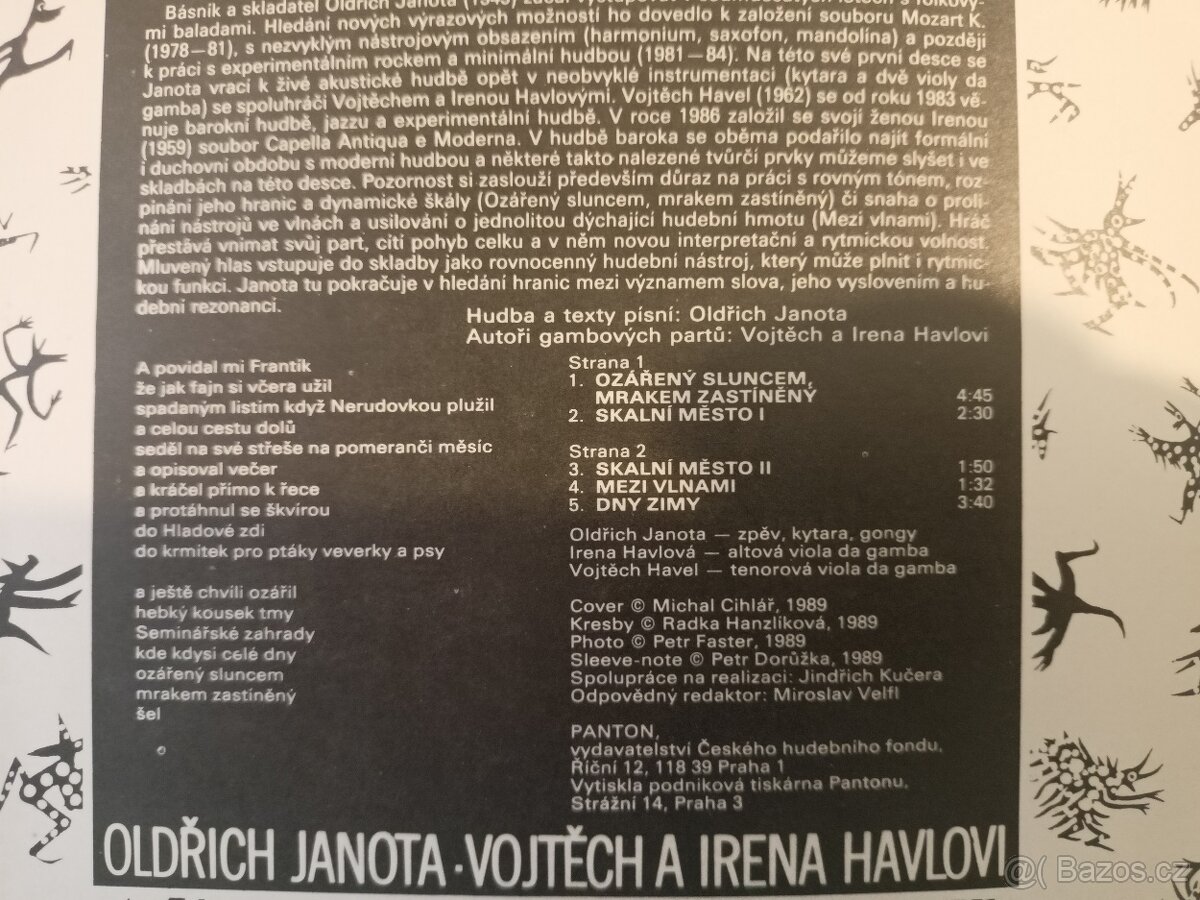 Básník a skladatel Oldřich Janota
mi baladami. Hledání nových výrazových možností ho dovedlo k založení souboru Mozart K.
(1978—81), s nezvyklým nástrojovým obsazením (harmonium, saxofon, mandolína) a později
k práci s experimentálním rockem a minimální hudbou (1981—84). Na této své první desce se
Janota vrací k živé akustické hudbě opět v neobvyklé instrumentaci (kytara a dvě violy da
gamba) se spoluhráči Vojtěchem a Irenou Havlovými. Vojtěch Havel (1962) se od roku 1983 vě-
nuje barokní hudbě, jazzu a experimentální hudbě. V roce 1986 založil se svojí ženou Irenou
(1959) soubor Capella Antiqua e Moderna. V hudbě baroka se oběma podařilo najít formální
i duchovní obdobu s moderní hudbou a některé takto nalezené tvůrčí prvky můžeme slyšet i ve
skladbách na této desce. Pozornost si zaslouží především důraz na práci s rovným tónem, roz-
pínání jeho hranic a dynamické škály (Ozářený sluncem, mrakem zastíněný) či snaha o prolí-
nání nástrojů ve vlnách a usilování o jednolitou dýchající hudební hmotu (Mezi vlnami). Hráč
přestává vnímat svůj part, cítí pohyb celku a v něm novou interpretační a rytmickou volnost.
Mluvený hlas vstupuje do skladby jako rovnocenný hudební nástroj, který může plnit i rytmic-
kou funkci. Janota tu pokračuje v hledání hranic mezi významem slova, jeho vyslovením a hu-
dební rezonancí.
Hudba a texty písní: Oldřich Janota
Autoři gambových partů: Vojtěch a Irena Havlovi
A povídal mi Frantík
že jak fajn si včera užil
spadaným listím když Nerudovkou plužil
a celou cestu dolů
seděl na své střeše na pomeranči měsíc
a opisoval večer
a kráčel přímo k řece
a protáhnul se škvírou
do Hladové zdi
do krmítek pro ptáky veverky a psy
a ještě chvíli ozářil
hebký kousek tmy
Seminářské zahrady
kde kdysi celé dny
ozářený sluncem
mrakem zastíněný
šel
Strana 1
1. OZÁŘENÝ SLUNCEM,
MRAKEM ZASTÍNĚNÝ 4:45
2. SKALNÍ MĚSTO I 2:30
Strana 2
3. SKALNÍ MĚSTO II 1:50
4. MEZI VLNAMI 1:32
5. DNY ZIMY 3:40
Oldřich Janota — zpěv, kytara, gongy
Irena Havlová — altová viola da gamba
Vojtěch Havel — tenorová viola da gamba
Cover © Michal Cihlář, 1989
Kresby © Radka Hanzlíková, 1989
Photo © Petr Faster, 1989
Sleeve-note © Petr Dorůžka, 1989
Spolupráce na realizaci: Jindřich Kučera
Odpovědný redaktor: Miroslav Velfl
PANTON,
vydavatelství Českého hudebního fondu,
Říční 12, 118 39 Praha 1
Vytiskla podniková tiskárna Pantonu,
Strážní 14, Praha 3
OLDŘICH JANOTA · VOJTĚCH A IRENA HAVLOVI
@( Bazos.cz